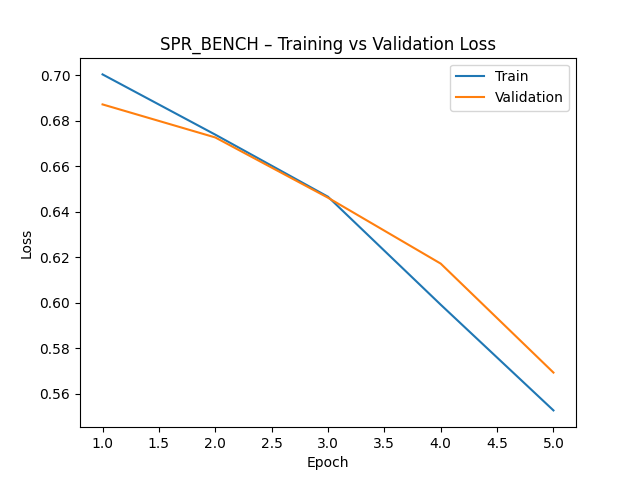 SPR_BENCH – Training vs Validation Loss
Train
Validation
Loss
0.70
0.68
0.66
0.64
0.62
0.60
0.58
0.56
1.0 1.5 2.0 2.5 3.0 3.5 4.0 4.5 5.0
Epoch